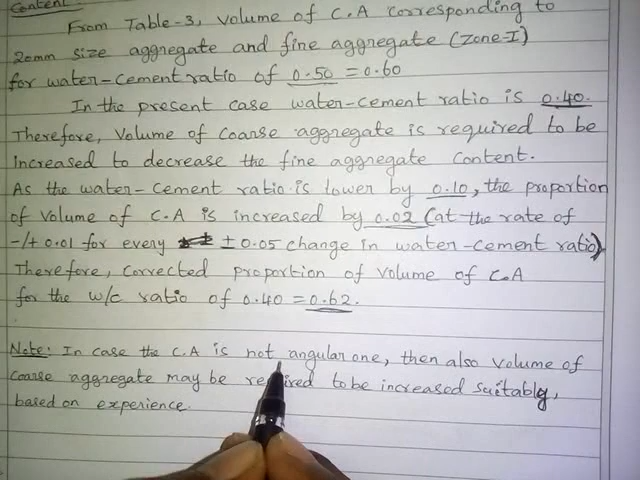 Content:
From Table-3, Volume of C.A corresponding to
20mm size aggregate and fine aggregate (Zone-I)
for water-cement ratio of 0.50 = 0.60
In the present case water-cement ratio is 0.40.
Therefore, Volume of Coarse aggregate is required to be
Increased to decrease the fine aggregate content.
As the water-cement ratio is lower by 0.10, the proportion
of Volume of C.A is increased by 0.02 (at the rate of
-/+ 0.01 for every ± 0.05 change in water-cement ratio)
Therefore, Corrected proportion of Volume of C.A
for the w/c ratio of 0.40 = 0.62.
Note: In case the C.A is not angular one, then also Volume of
Coarse aggregate may be required to be increased suitably,
based on experience.